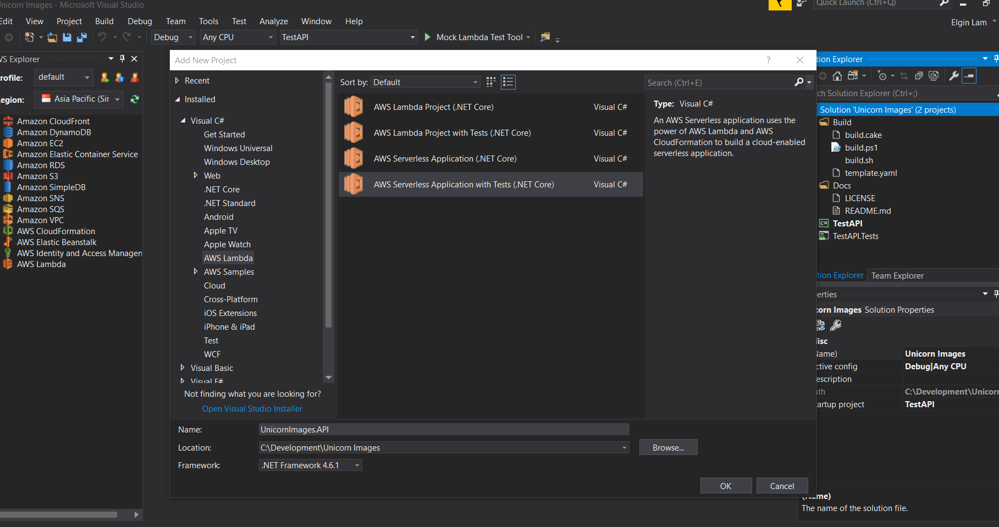 Unicorn Images - Microsoft Visual Studio
Quick Launch (Ctrl+Q)
Edit View Project Build Debug Team Tools Test Analyze Window Help
Elgin Lam
Debug Any CPU TestAPI Mock Lambda Test Tool
VS Explorer
rofile: default
egion: Asia Pacific (Sir
Amazon CloudFront
Amazon DynamoDB
Amazon EC2
Amazon Elastic Container Service
Amazon RDS
Amazon S3
Amazon SimpleDB
Amazon SNS
Amazon SQS
Amazon VPC
AWS CloudFormation
AWS Elastic Beanstalk
AWS Identity and Access Managen
AWS Lambda
Add New Project
?
Recent
Installed
Visual C#
Get Started
Windows Universal
Windows Desktop
Web
.NET Core
.NET Standard
Android
Apple TV
Apple Watch
AWS Lambda
AWS Samples
Cloud
Cross-Platform
iOS Extensions
iPhone & iPad
Test
WCF
Visual Basic
Visual F#
Not finding what you are looking for?
Open Visual Studio Installer
Sort by: Default
Search (Ctrl+E)
AWS Lambda Project (.NET Core) Visual C#
AWS Lambda Project with Tests (.NET Core) Visual C#
AWS Serverless Application (.NET Core) Visual C#
AWS Serverless Application with Tests (.NET Core) Visual C#
Type: Visual C#
An AWS Serverless application uses the
power of AWS Lambda and AWS
CloudFormation to build a cloud-enabled
serverless application.
Name: UnicornImages.API
Location: C:\Development\Unicorn Images
Browse...
Framework: .NET Framework 4.6.1
OK
Cancel
tion Explorer
ch Solution Explorer (Ctrl+;)
Solution 'Unicorn Images' (2 projects)
Build
build.cake
build.ps1
build.sh
template.yaml
Docs
LICENSE
README.md
C# TestAPI
TestAPI.Tests
tion Explorer Team Explorer
erties
corn Images Solution Properties
isc
ame) Unicorn Images
ctive config Debug|Any CPU
escription
th C:\Development\Unicorn
artup project TestAPI
(Name)
The name of the solution file.